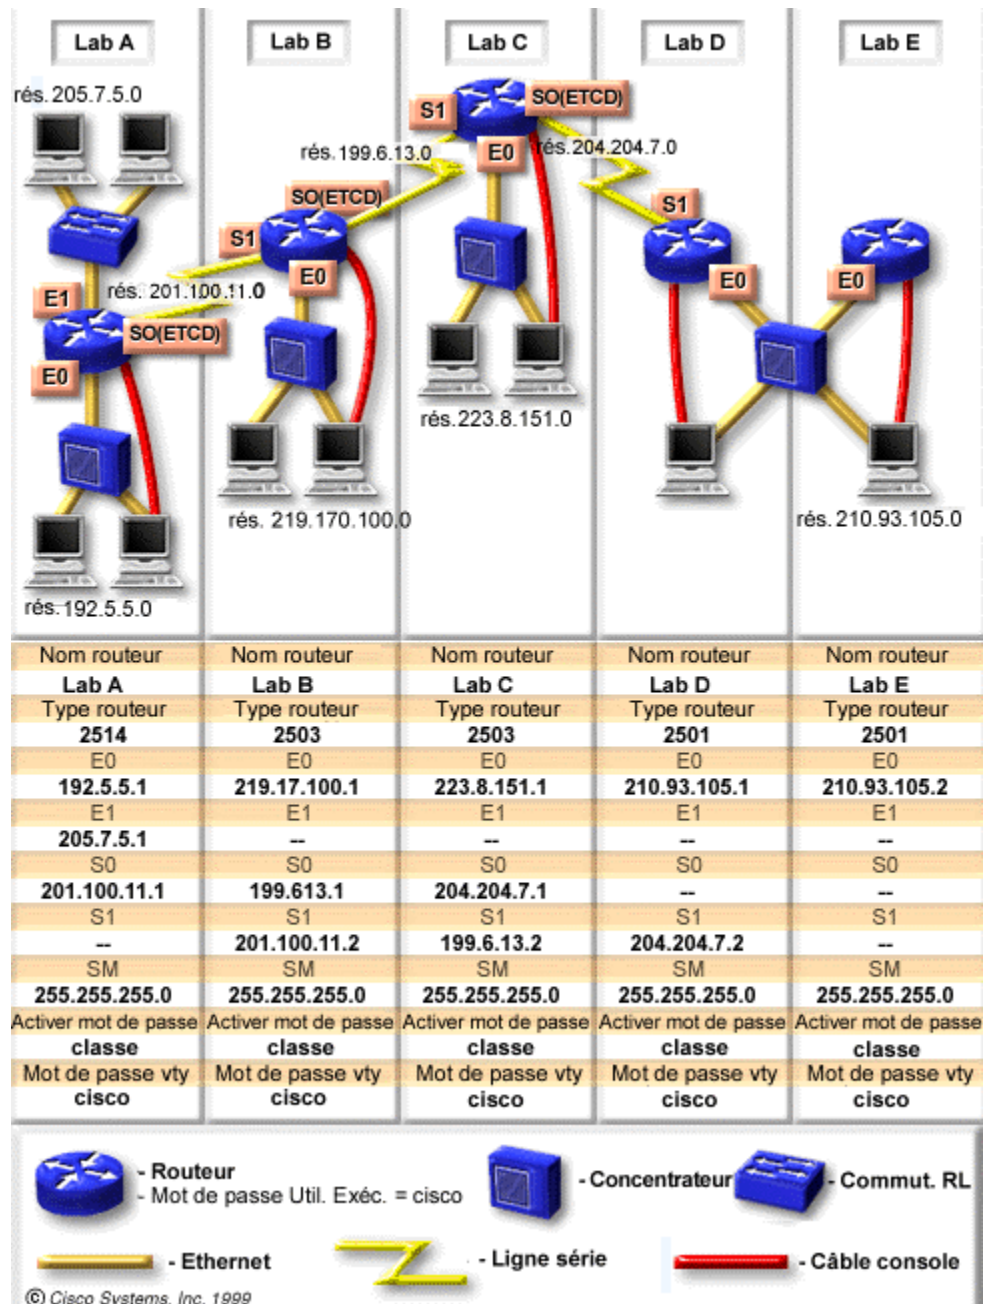 Lab A Lab B Lab C Lab D Lab E
rés. 205.7.5.0
S1 SO(ETCD)
rés. 199.6.13.0 E0 rés. 204.204.7.0
SO(ETCD) S1
S1
E0 E0 E0
E1 rés. 201.100.11.0
SO(ETCD)
E0
rés. 223.8.151.0
rés. 219.170.100.0 rés. 210.93.105.0
rés. 192.5.5.0
Nom routeur Nom routeur Nom routeur Nom routeur Nom routeur
Lab A Lab B Lab C Lab D Lab E
Type routeur Type routeur Type routeur Type routeur Type routeur
2514 2503 2503 2501 2501
E0 E0 E0 E0 E0
192.5.5.1 219.17.100.1 223.8.151.1 210.93.105.1 210.93.105.2
E1 E1 E1 E1 E1
205.7.5.1 -- -- -- --
S0 S0 S0 S0 S0
201.100.11.1 199.613.1 204.204.7.1 -- --
S1 S1 S1 S1 S1
-- 201.100.11.2 199.6.13.2 204.204.7.2 --
SM SM SM SM SM
255.255.255.0 255.255.255.0 255.255.255.0 255.255.255.0 255.255.255.0
Activer mot de passe Activer mot de passe Activer mot de passe Activer mot de passe Activer mot de passe
classe classe classe classe classe
Mot de passe vty Mot de passe vty Mot de passe vty Mot de passe vty Mot de passe vty
cisco cisco cisco cisco cisco
- Routeur
- Mot de passe Util. Exéc. = cisco
- Concentrateur
- Commut. RL
- Ethernet - Ligne série - Câble console
© Cisco Systems, Inc. 1999